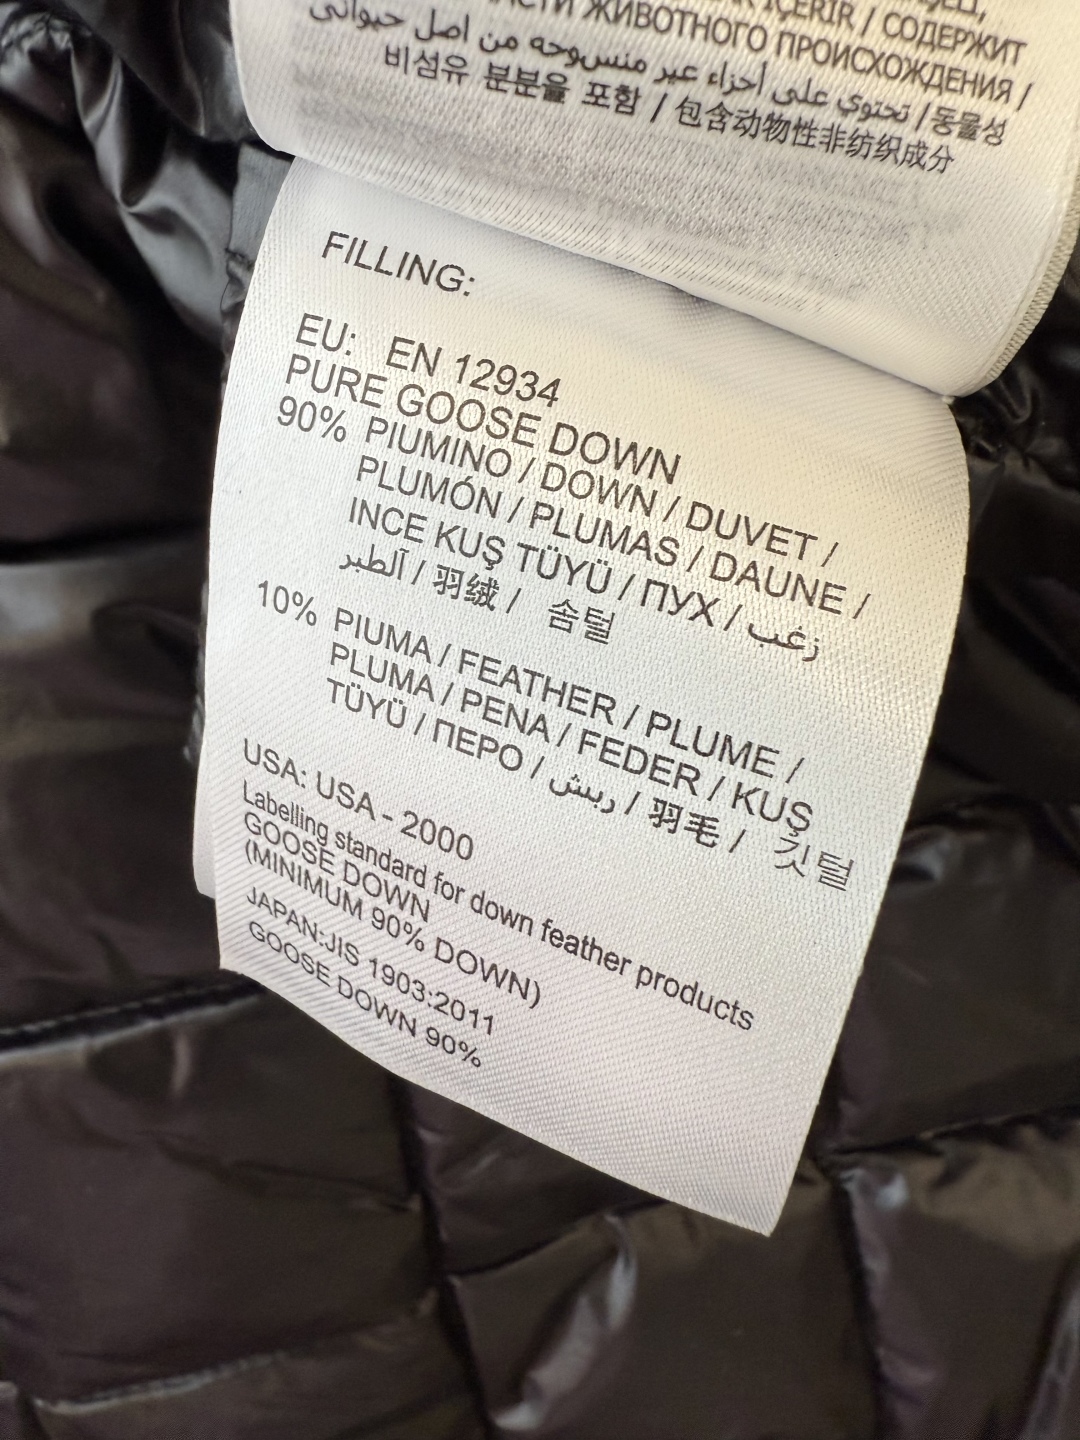 İÇERİR / СОДЕРЖИТ
ЖИВОТНОГО ПРОИСХОЖДЕНИЯ /
تحتوي على أجزاء غير منسوجه من اصل حيواني / 동물성
비섬유 분분을 포함 / 包含动物性非纺织成分
FILLING:
EU: EN 12934
PURE GOOSE DOWN
90% PIUMINO / DOWN / DUVET /
PLUMÓN / PLUMAS / DAUNE /
INCE KUŞ TÜYÜ / ПУХ / زغب
آلطبر / 羽绒 / 솜털
10% PIUMA / FEATHER / PLUME /
PLUMA / PENA / FEDER / KUŞ
TÜYÜ / ПЕРО / ريش / 羽毛 / 깃털
USA: USA - 2000
Labelling standard for down feather products
GOOSE DOWN
(MINIMUM 90% DOWN)
JAPAN:JIS 1903:2011
GOOSE DOWN 90%